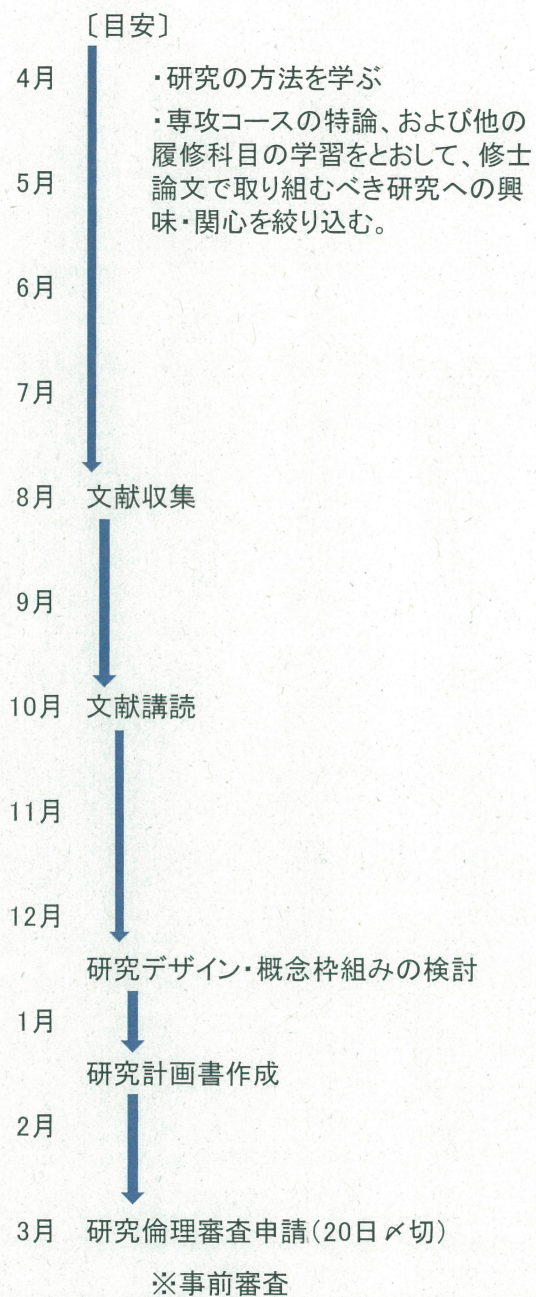 〔目安〕
4月 ・研究の方法を学ぶ
・専攻コースの特論、および他の
5月 履修科目の学習をとおして、修士
論文で取り組むべき研究への興
味・関心を絞り込む。
6月
7月
8月 文献収集
9月
10月 文献講読
11月
12月
研究デザイン・概念枠組みの検討
1月
研究計画書作成
2月
3月 研究倫理審査申請(20日〆切)
※事前審査